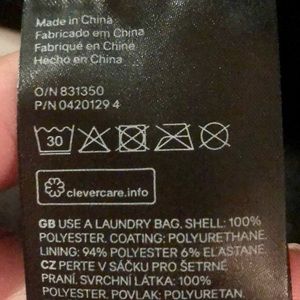 Made in China
Fabricado em China
Fabriqué en Chine
Hecho en China
O/N 831350
P/N 0420129 4
30
clevercare.info
GB USE A LAUNDRY BAG. SHELL: 100%
POLYESTER. COATING: POLYURETHANE.
LINING: 94% POLYESTER 6% ELASTANE.
CZ PERTE V SÁČKU PRO ŠETRNÉ
PRANÍ. SVRCHNÍ LÁTKA: 100%
POLYESTER. POVLAK: POLYURETAN.